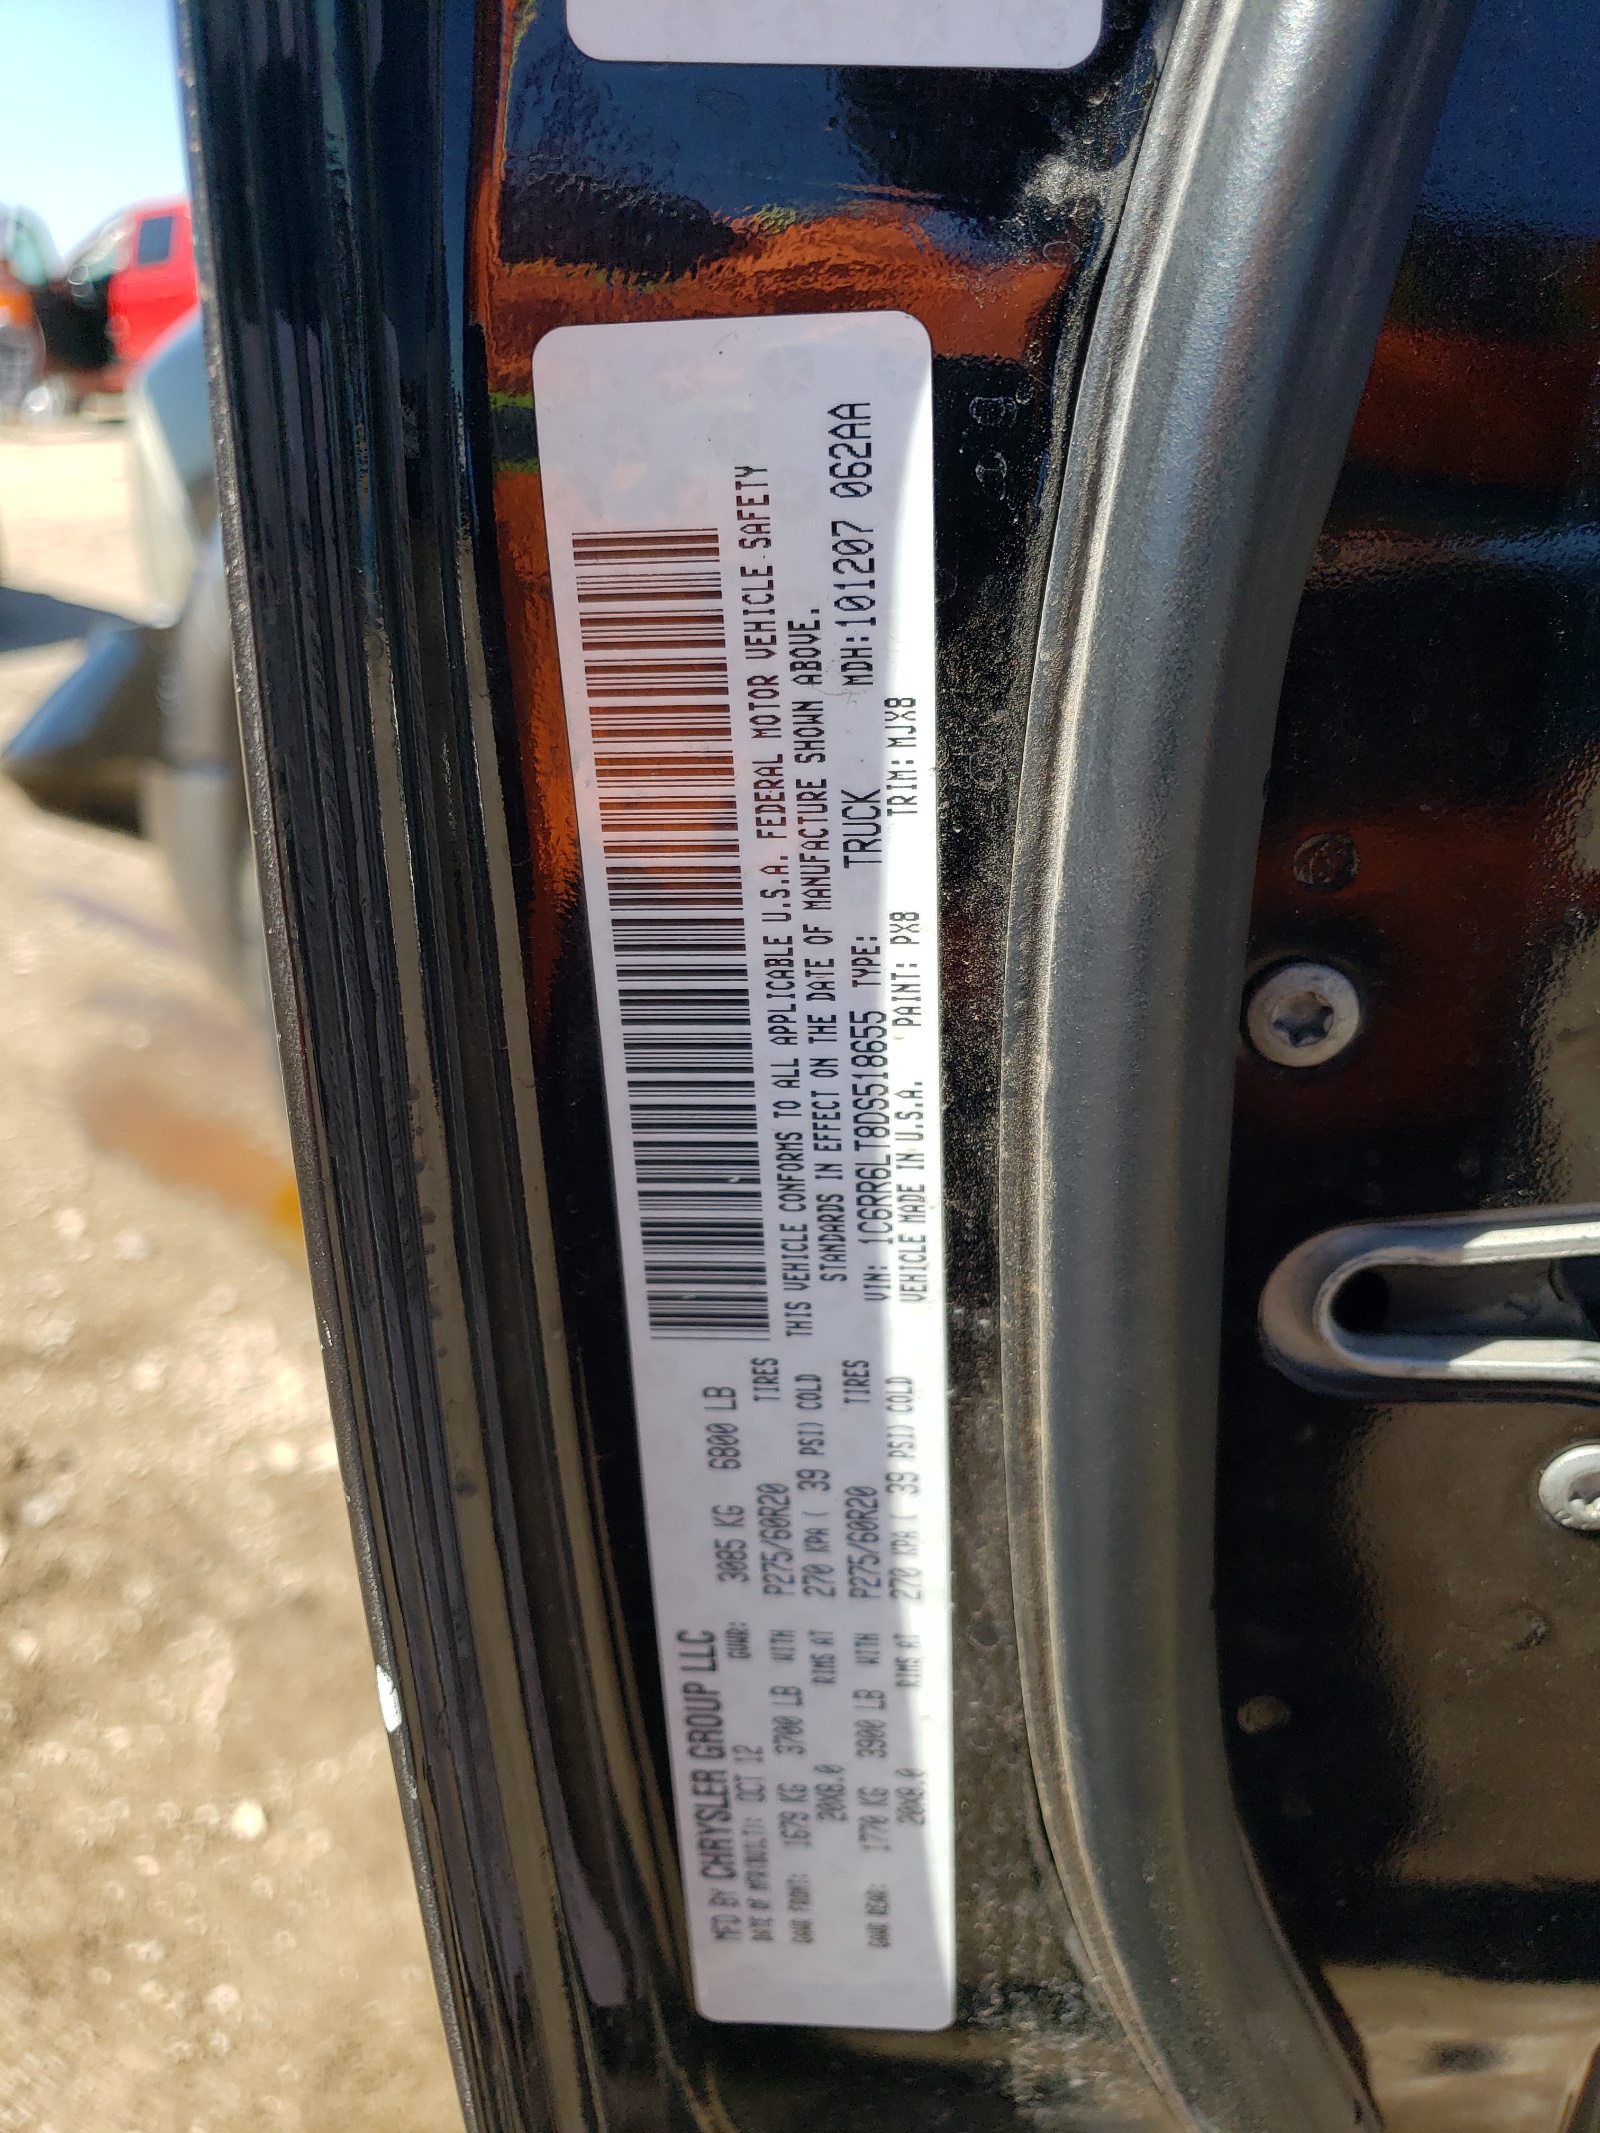 MFD BY CHRYSLER GROUP LLC
DATE OF MFR(BUILT): OCT 12 GVWR: 3085 KG 6800 LB
GAWR FRONT: 1679 KG 3700 LB WITH P275/60R20 TIRES
20X8.0 RIMS AT 270 KPA ( 39 PSI) COLD
GAWR REAR: 1770 KG 3900 LB WITH P275/60R20 TIRES
20X8.0 RIMS AT 270 KPA ( 39 PSI) COLD
THIS VEHICLE CONFORMS TO ALL APPLICABLE U.S.A. FEDERAL MOTOR VEHICLE SAFETY
STANDARDS IN EFFECT ON THE DATE OF MANUFACTURE SHOWN ABOVE.
MDH:101207 062AA
VIN: 1C6RR6LT8DS518655 TYPE: TRUCK
VEHICLE MADE IN U.S.A. PAINT: PX8 TRIM: MJX8